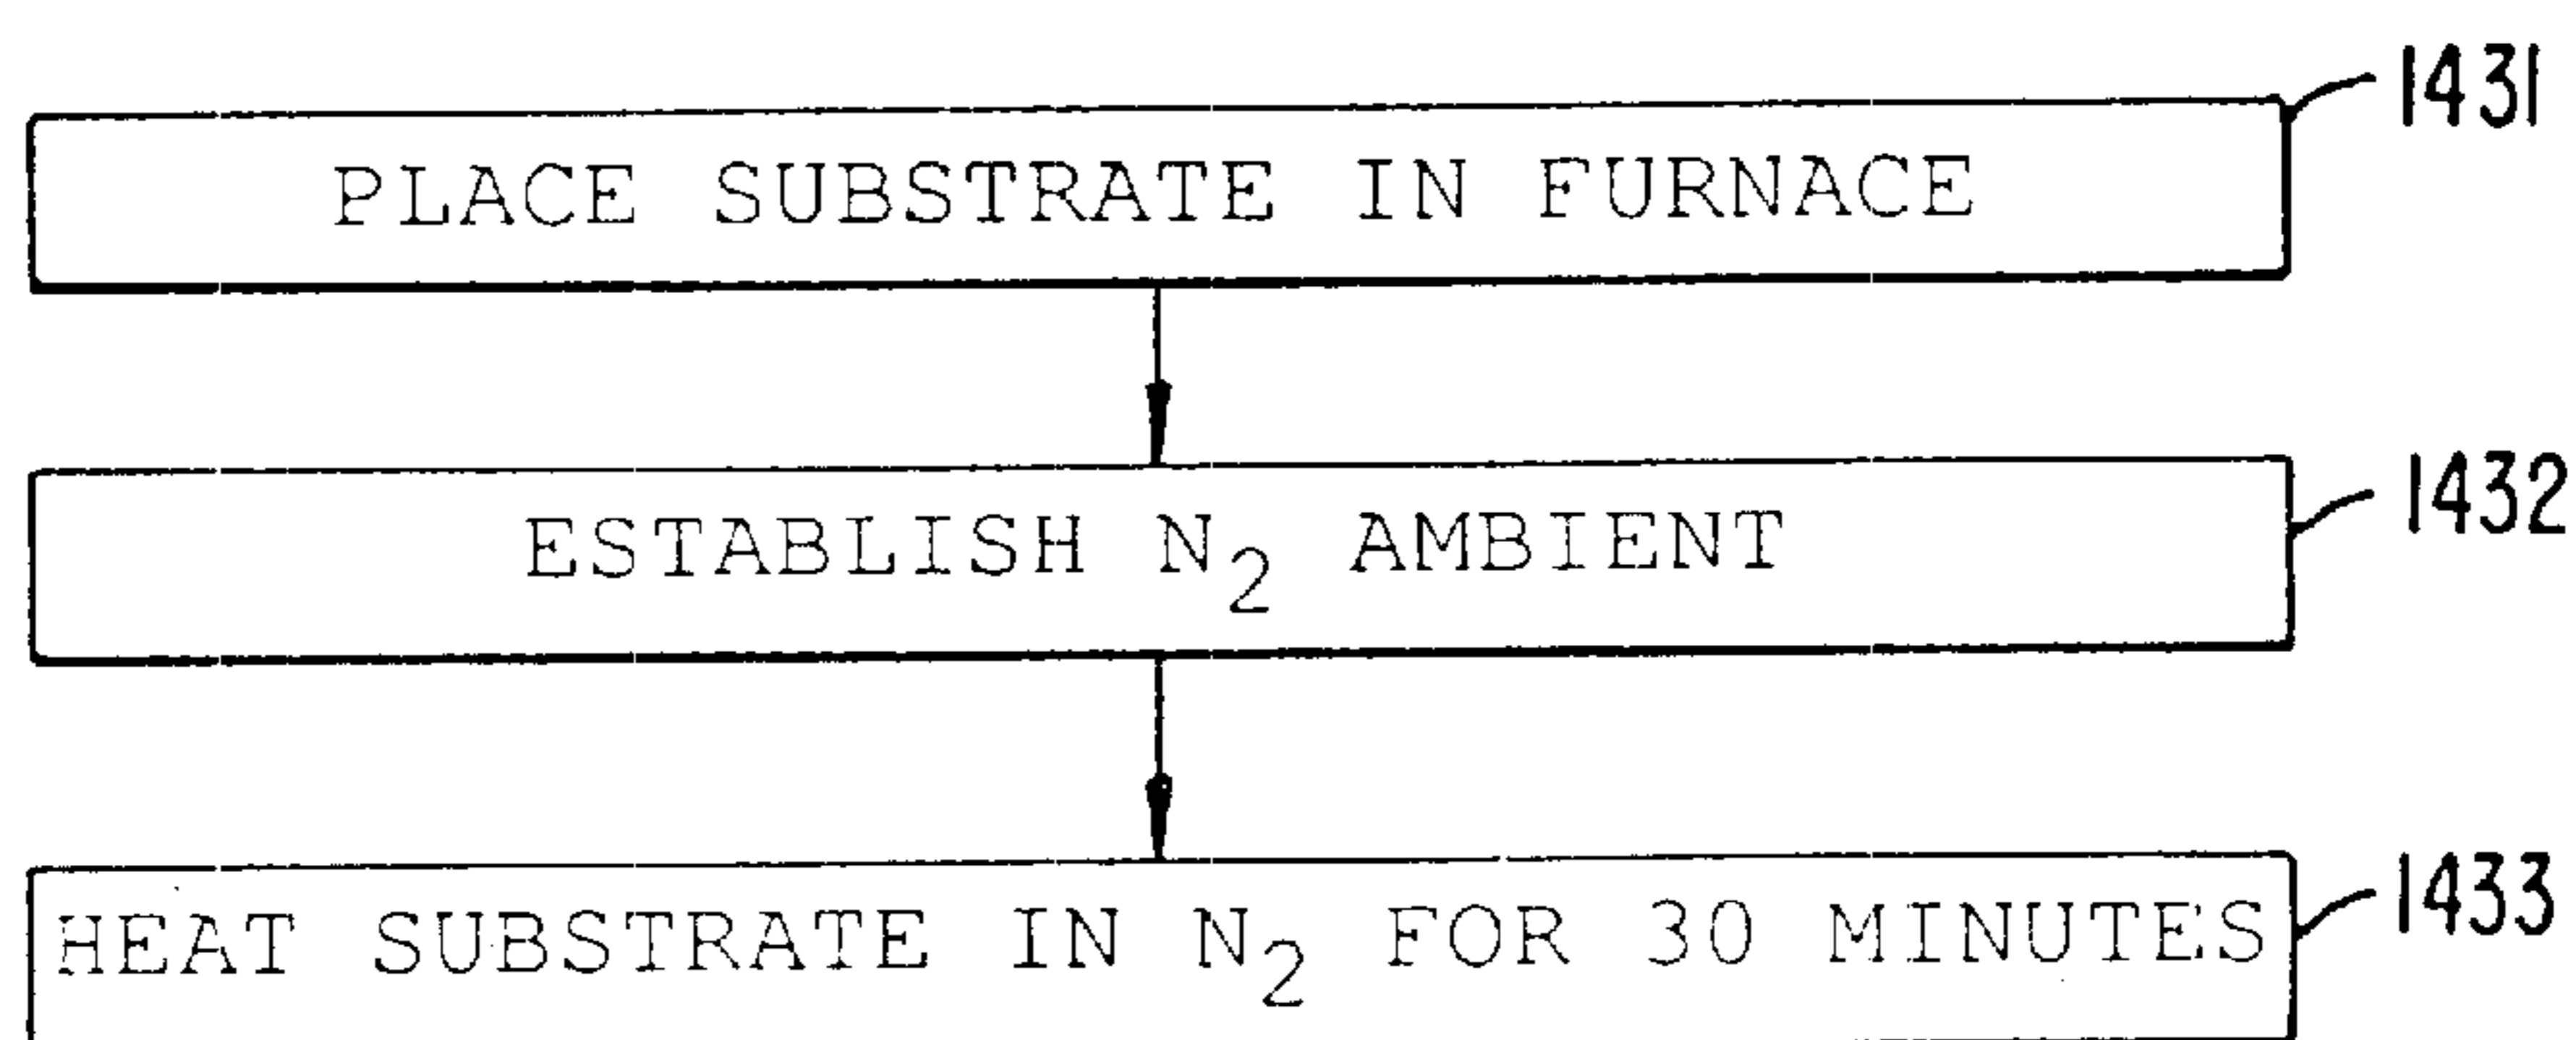 1431
PLACE SUBSTRATE IN FURNACE
1432
ESTABLISH N₂ AMBIENT
1433
HEAT SUBSTRATE IN N₂ FOR 30 MINUTES